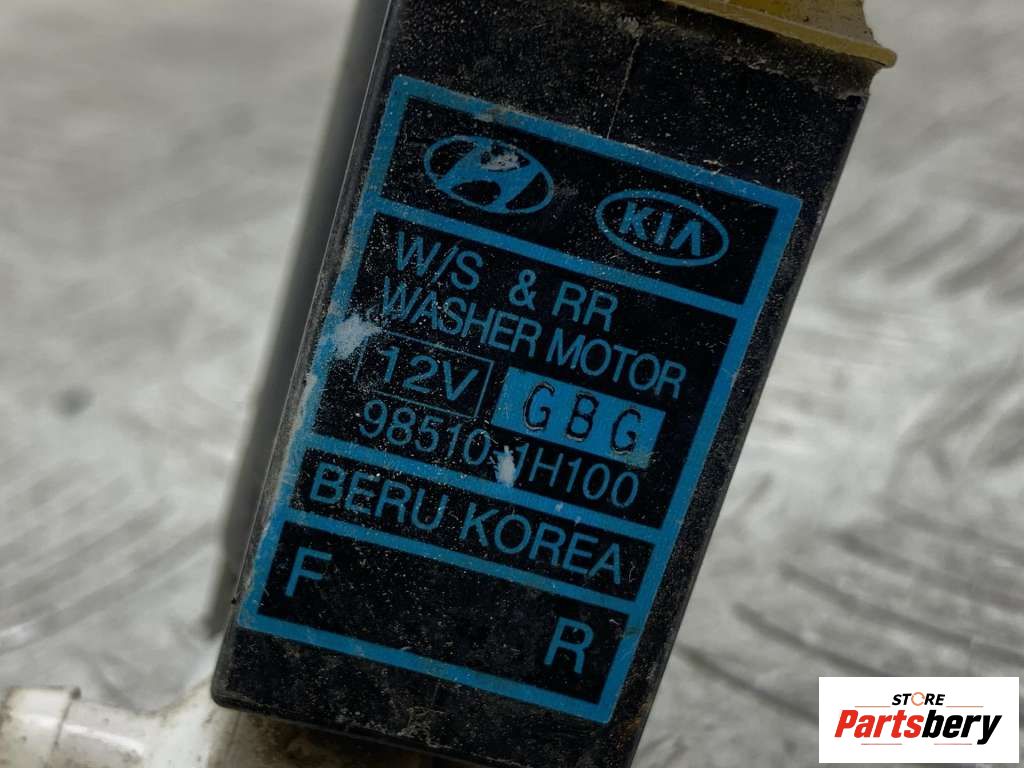 KIA
W/S & RR
WASHER MOTOR
12V GBG
98510-1H100
BERU KOREA
F R
STORE
Partsbery